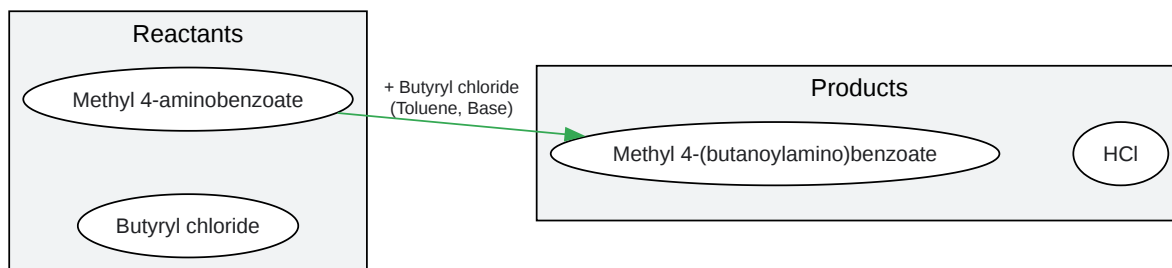 Reactants
Methyl 4-aminobenzoate
Butyryl chloride
+ Butyryl chloride
(Toluene, Base)
Products
Methyl 4-(butanoylamino)benzoate
HCl